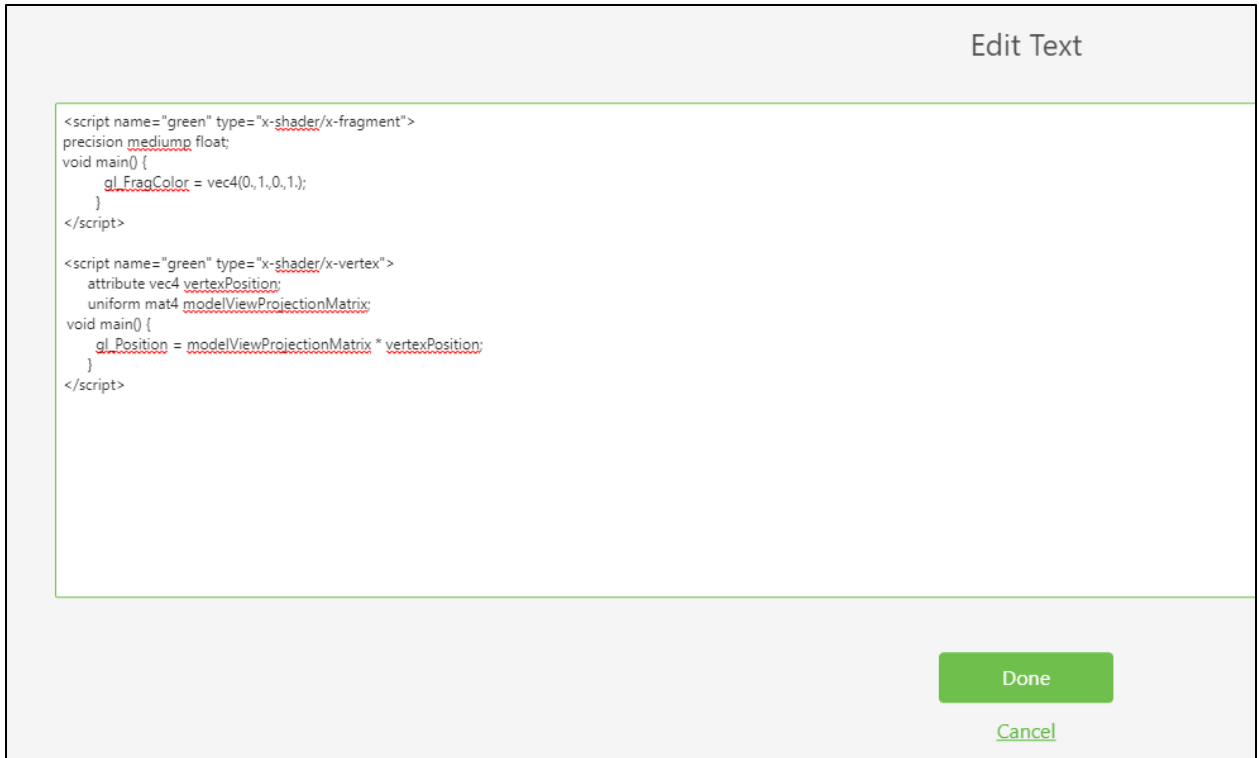 Edit Text
<script name="green" type="x-shader/x-fragment">
precision mediump float;
void main() {
gl_FragColor = vec4(0.,1.,0.,1.);
}
</script>
<script name="green" type="x-shader/x-vertex">
attribute vec4 vertexPosition;
uniform mat4 modelViewProjectionMatrix;
void main() {
gl_Position = modelViewProjectionMatrix * vertexPosition;
}
</script>
Done
Cancel